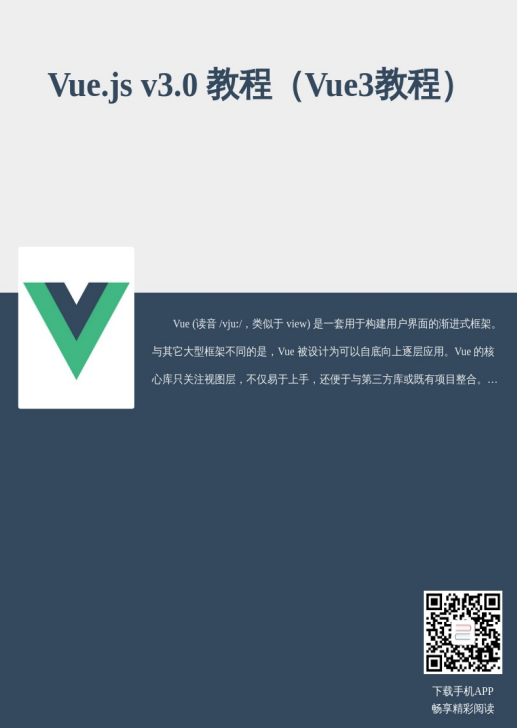 Vue.js v3.0 教程（Vue3教程）
Vue (读音 /vjuː/，类似于 view) 是一套用于构建用户界面的渐进式框架。
与其它大型框架不同的是，Vue 被设计为可以自底向上逐层应用。Vue 的核
心库只关注视图层，不仅易于上手，还便于与第三方库或既有项目整合。…
下载手机APP
畅享精彩阅读